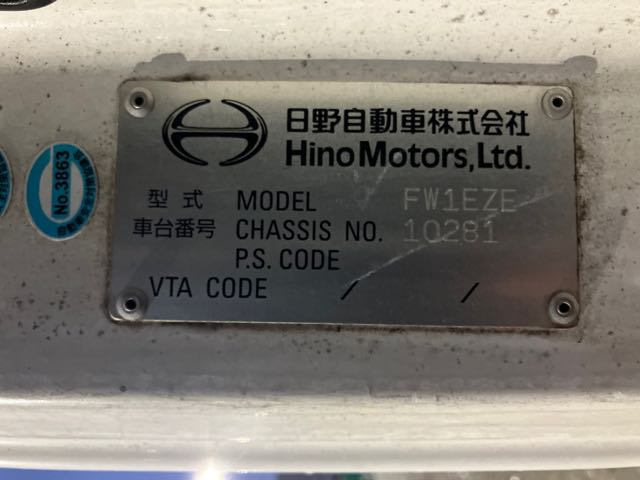 日野自動車株式会社
Hino Motors, Ltd.
型式 MODEL FW1EZE
車台番号 CHASSIS NO. 10281
P.S. CODE
VTA CODE / /
No.3863